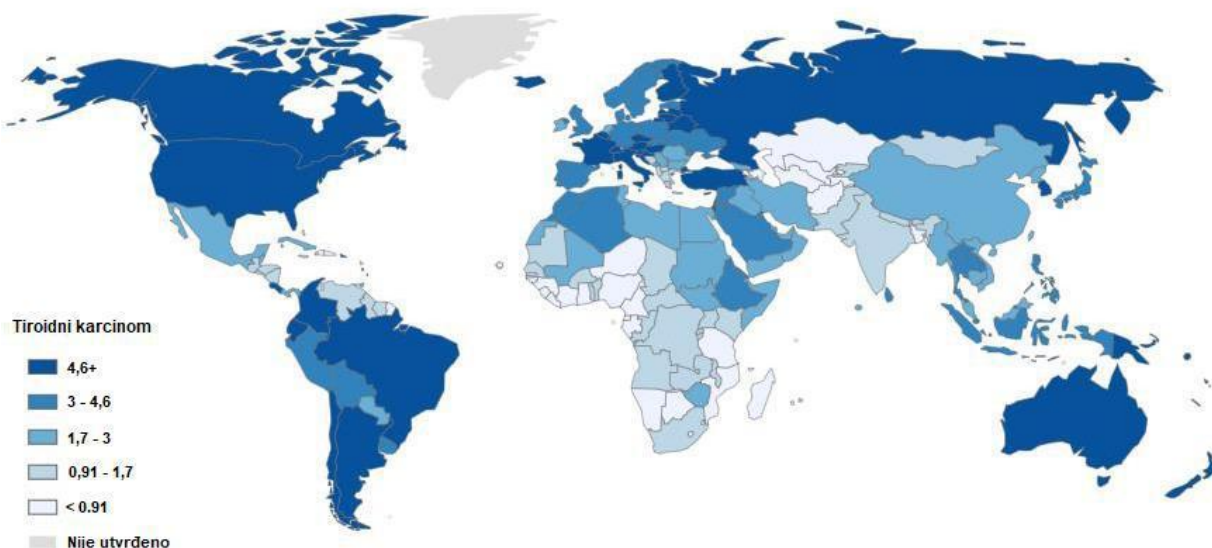 Tiroidni karcinom
4,6+
3 - 4,6
1,7 - 3
0,91 - 1,7
< 0.91
Nije utvrđeno